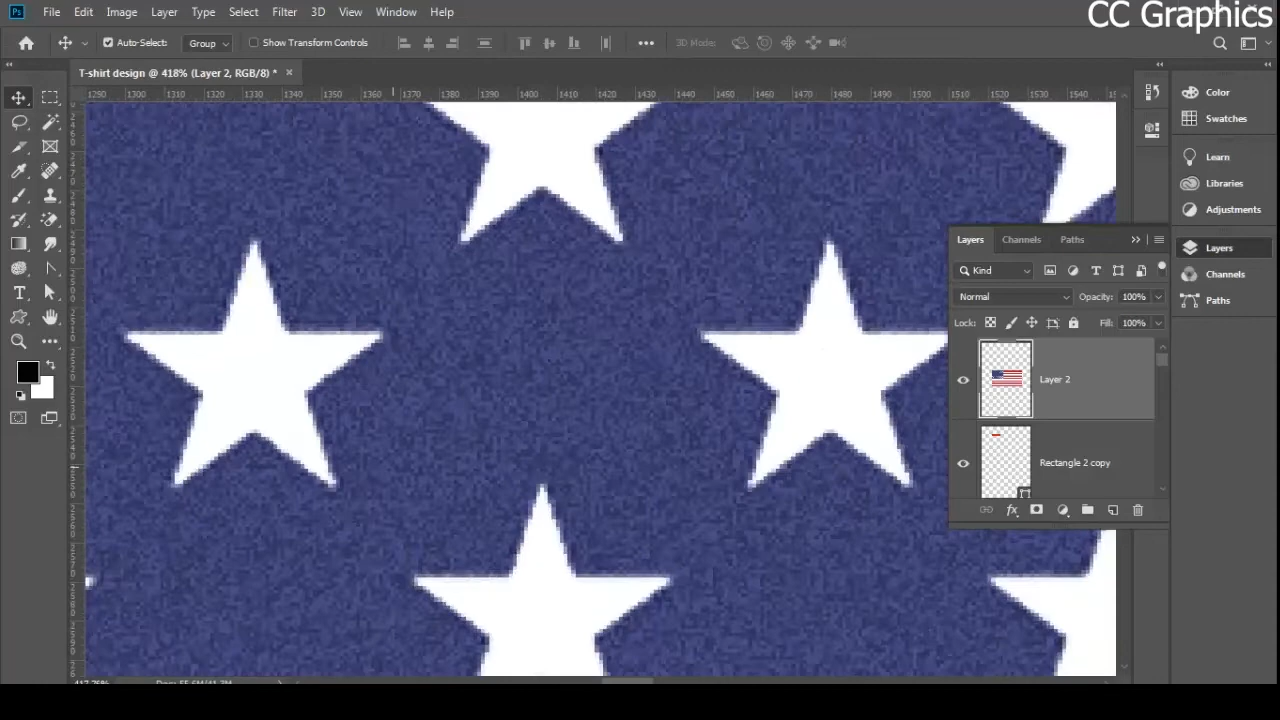 CC Graphics
Ps File Edit Image Layer Type Select Filter 3D View Window Help
Auto-Select: Group Show Transform Controls 3D Mode:
T-shirt design @ 418% (Layer 2, RGB/8) *
1290 1300 1310 1320 1330 1340 1350 1360 1370 1380 1390 1400 1410 1420 1430 1440 1450 1460 1470 1480 1490 1500 1510 1520 1530 1540
Color
Swatches
Learn
Libraries
Adjustments
Layers
Channels
Paths
Layers Channels Paths
Kind
Normal Opacity: 100%
Lock: Fill: 100%
Layer 2
Rectangle 2 copy
fx